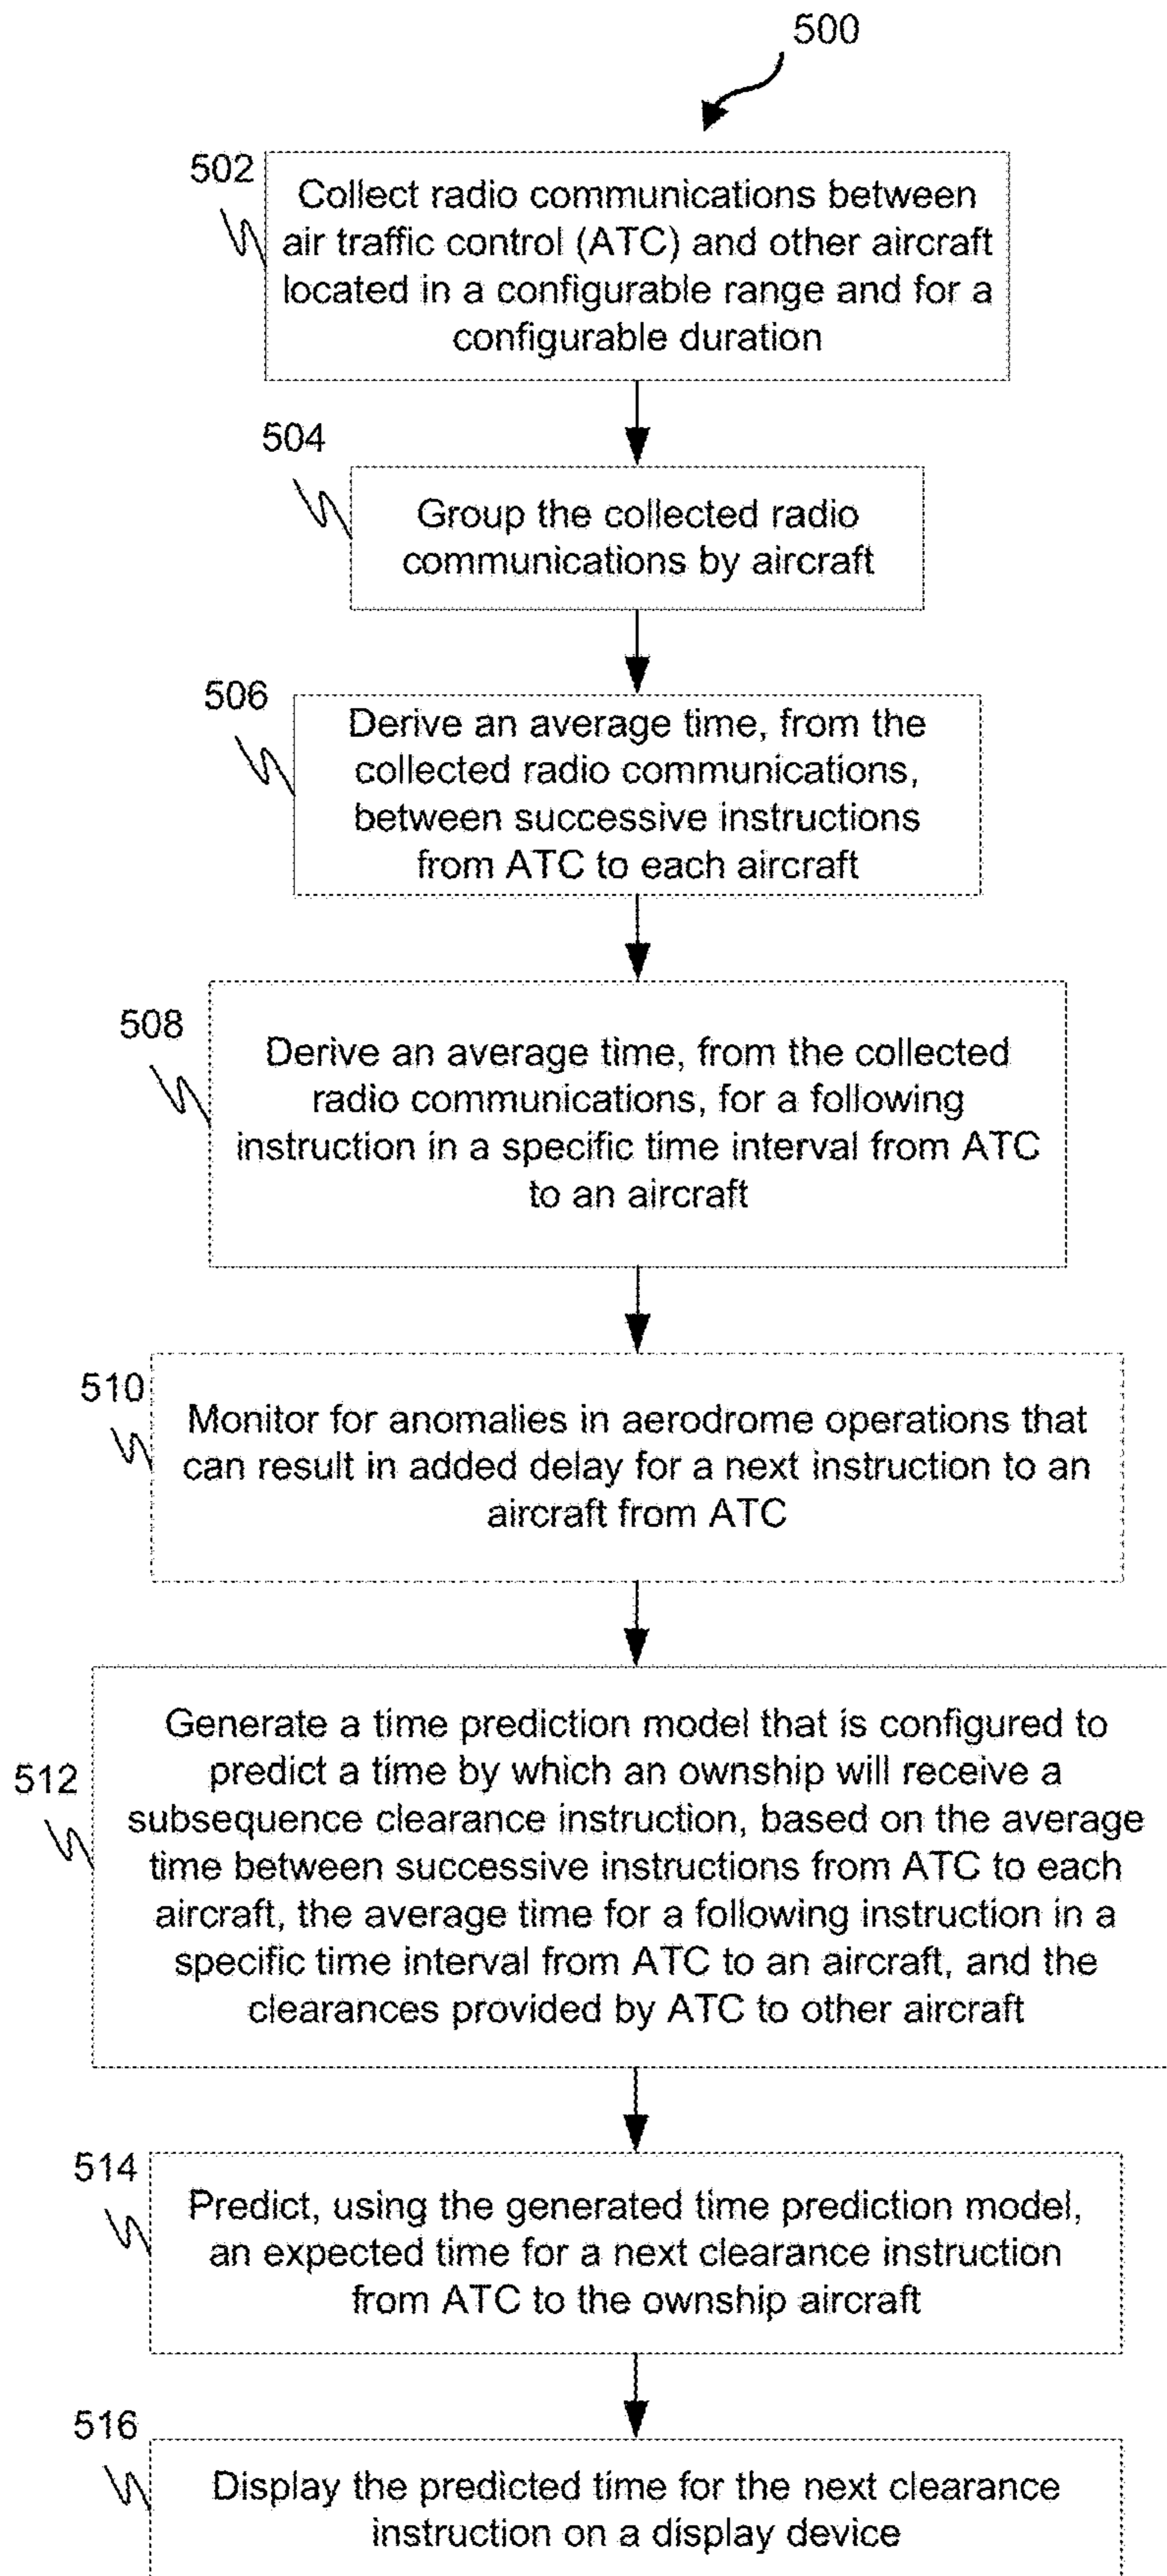 500
502
Collect radio communications between
air traffic control (ATC) and other aircraft
located in a configurable range and for a
configurable duration
504
Group the collected radio
communications by aircraft
506
Derive an average time, from the
collected radio communications,
between successive instructions
from ATC to each aircraft
508
Derive an average time, from the collected
radio communications, for a following
instruction in a specific time interval from ATC
to an aircraft
510
Monitor for anomalies in aerodrome operations that
can result in added delay for a next instruction to an
aircraft from ATC
512
Generate a time prediction model that is configured to
predict a time by which an ownship will receive a
subsequence clearance instruction, based on the average
time between successive instructions from ATC to each
aircraft, the average time for a following instruction in a
specific time interval from ATC to an aircraft, and the
clearances provided by ATC to other aircraft
514
Predict, using the generated time prediction model,
an expected time for a next clearance instruction
from ATC to the ownship aircraft
516
Display the predicted time for the next clearance
instruction on a display device